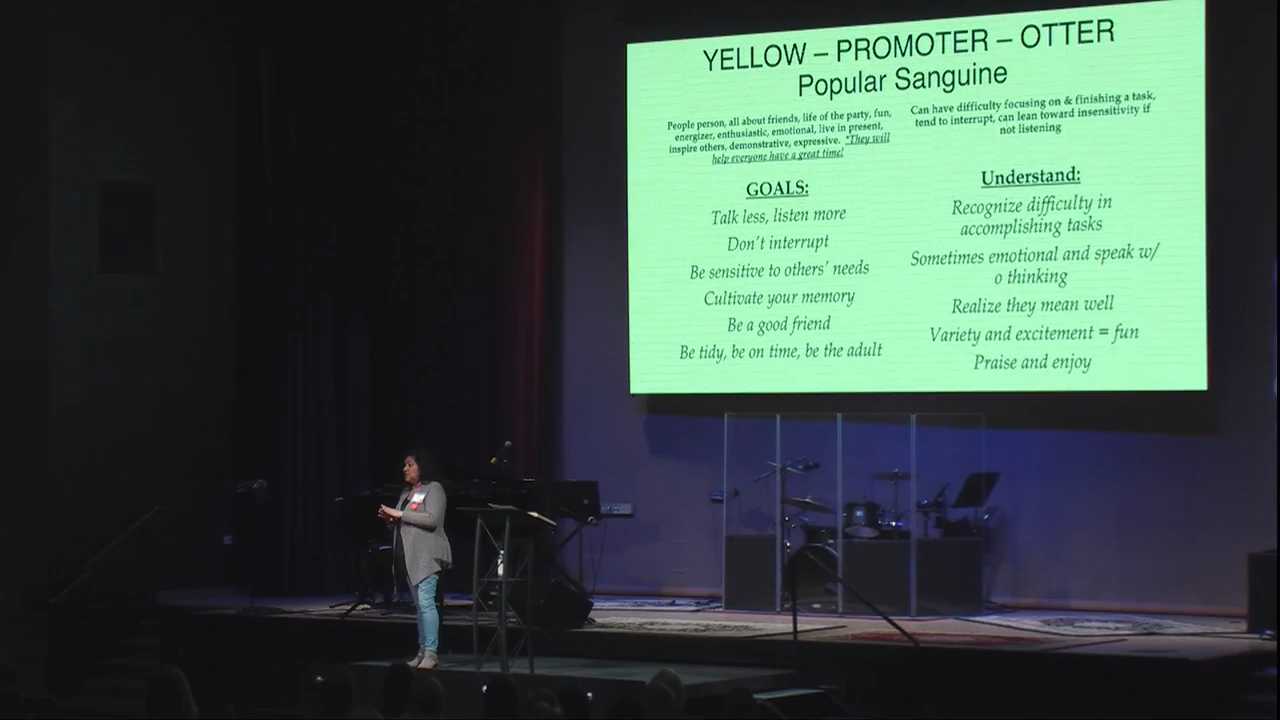 YELLOW – PROMOTER – OTTER
Popular Sanguine
People person, all about friends, life of the party, fun,
energizer, enthusiastic, emotional, live in present,
inspire others, demonstrative, expressive. *They will
help everyone have a great time!
GOALS:
Talk less, listen more
Don't interrupt
Be sensitive to others' needs
Cultivate your memory
Be a good friend
Be tidy, be on time, be the adult
Can have difficulty focusing on & finishing a task,
tend to interrupt, can lean toward insensitivity if
not listening
Understand:
Recognize difficulty in
accomplishing tasks
Sometimes emotional and speak w/
o thinking
Realize they mean well
Variety and excitement = fun
Praise and enjoy